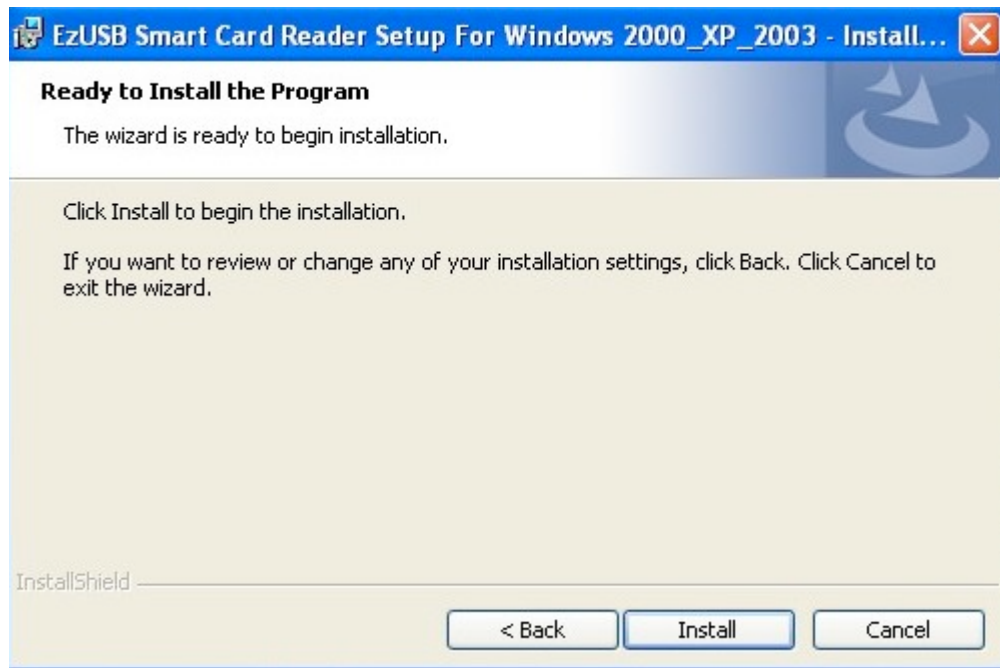 EzUSB Smart Card Reader Setup For Windows 2000_XP_2003 - Install...
Ready to Install the Program
The wizard is ready to begin installation.
Click Install to begin the installation.
If you want to review or change any of your installation settings, click Back. Click Cancel to
exit the wizard.
InstallShield
< Back
Install
Cancel